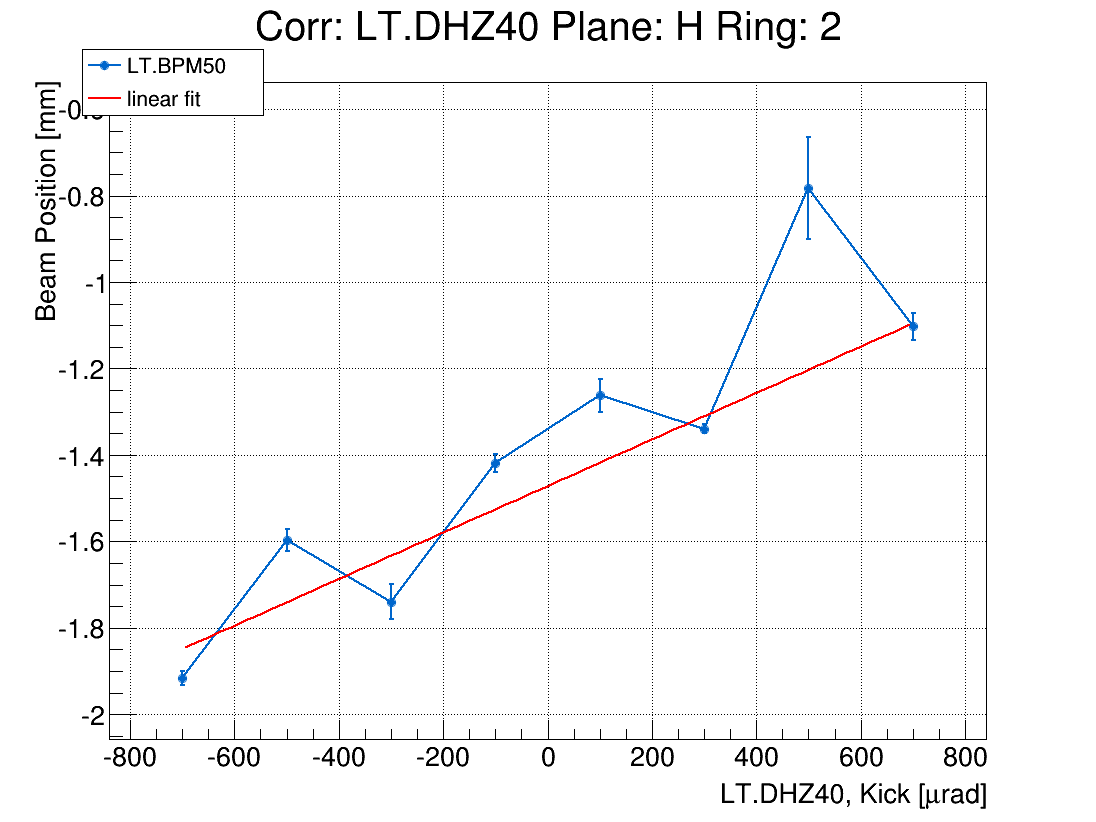 Corr: LT.DHZ40 Plane: H Ring: 2
LT.BPM50
linear fit
Beam Position [mm]
-0.8
-1
-1.2
-1.4
-1.6
-1.8
-2
-800 -600 -400 -200 0 200 400 600 800
LT.DHZ40, Kick [μrad]